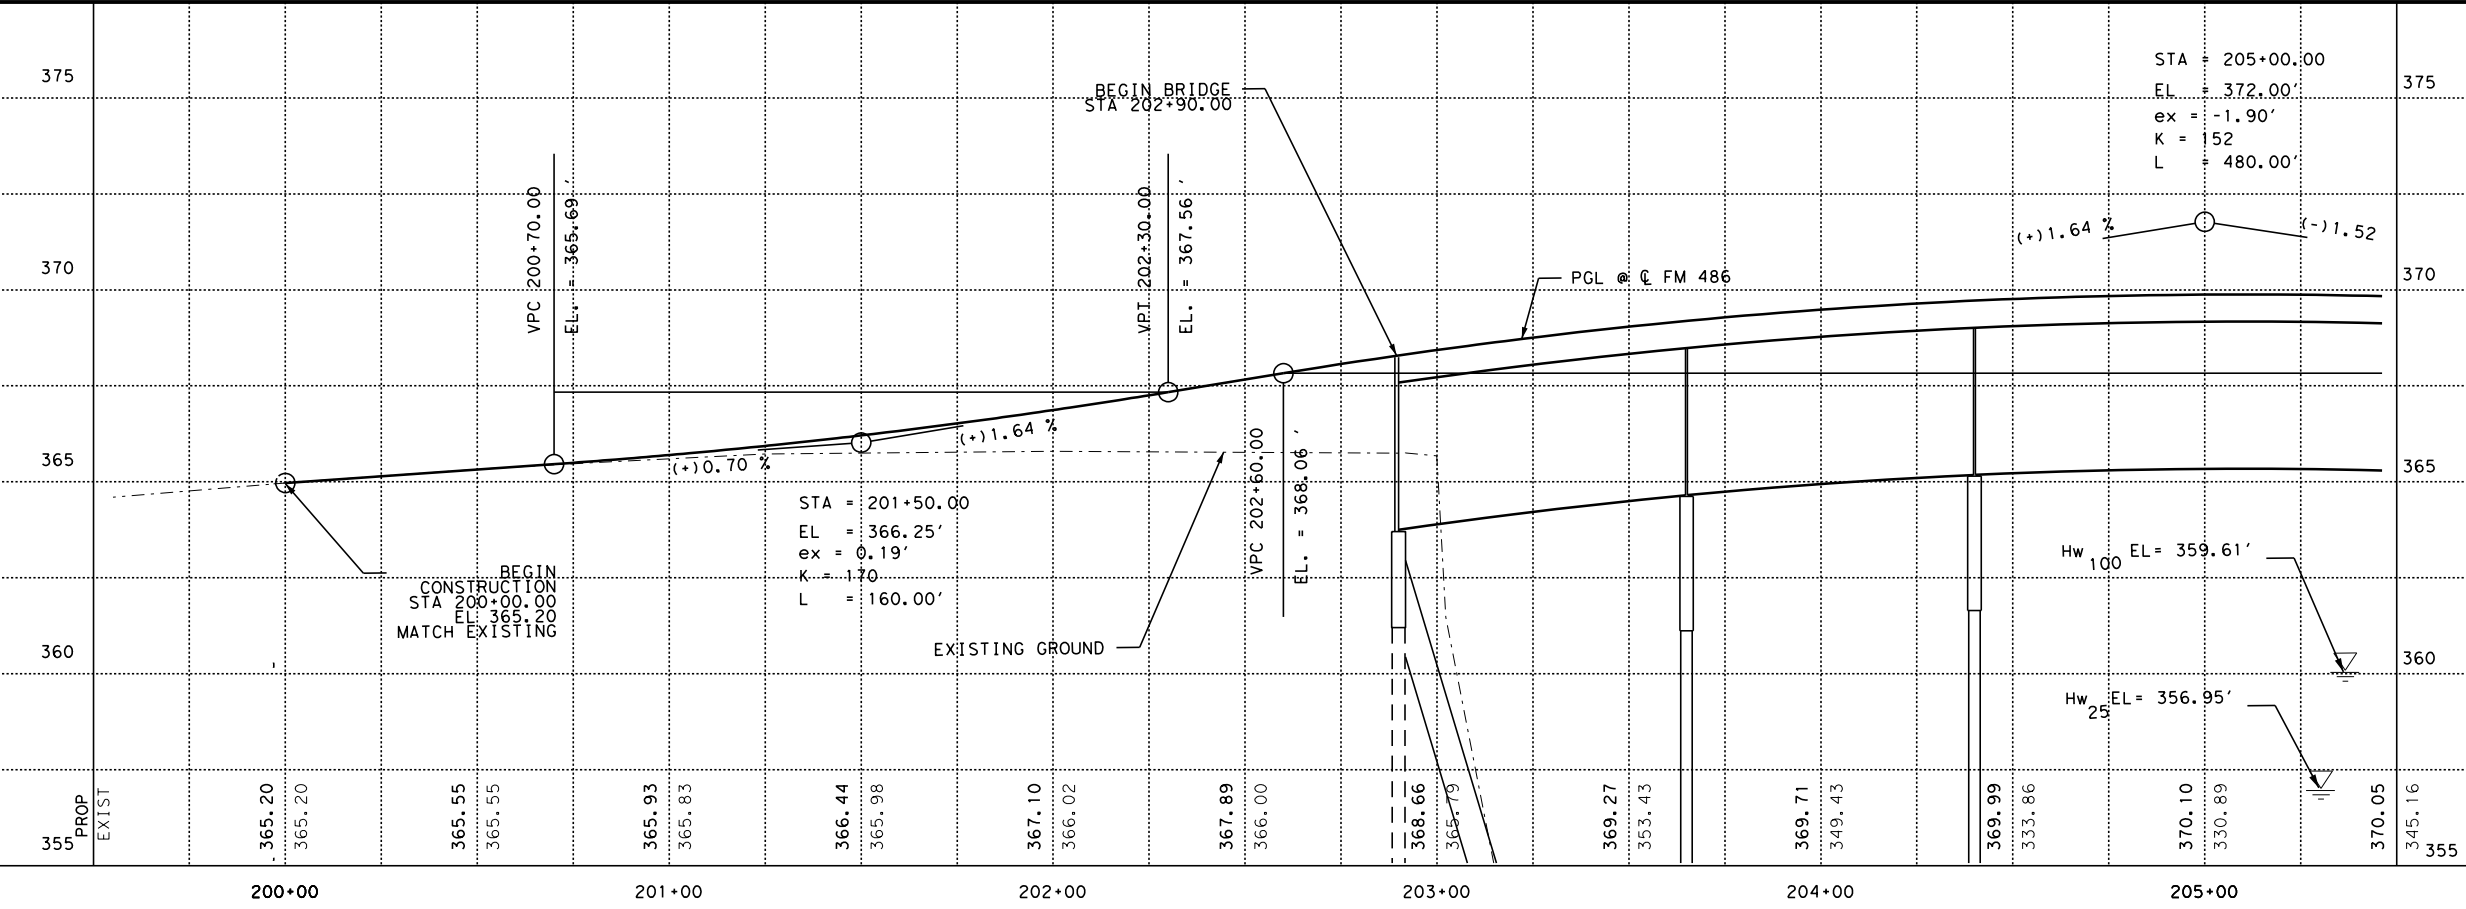 375
370
365
360
355
PROP
EXIST
BEGIN BRIDGE
STA 202+90.00
STA = 205+00.00
EL = 372.00'
ex = -1.90'
K = 152
L = 480.00'
375
370
365
360
355
VPC 200+70.00
EL. = 365.69'
VPT 202+30.00
EL. = 367.56'
(+)1.64 %
(-)1.52
PGL @ ℄ FM 486
(+)0.70 %
(+)1.64 %
STA = 201+50.00
EL = 366.25'
ex = 0.19'
K = 170
L = 160.00'
VPC 202+60.00
EL. = 368.06'
BEGIN
CONSTRUCTION
STA 200+00.00
EL 365.20
MATCH EXISTING
EXISTING GROUND
Hw 100 EL= 359.61'
Hw 25 EL= 356.95'
365.20
365.20
365.55
365.55
365.93
365.83
366.44
365.98
367.10
366.02
367.89
366.00
368.66
365.79
369.27
353.43
369.71
349.43
369.99
333.86
370.10
330.89
370.05
345.16
200+00
201+00
202+00
203+00
204+00
205+00